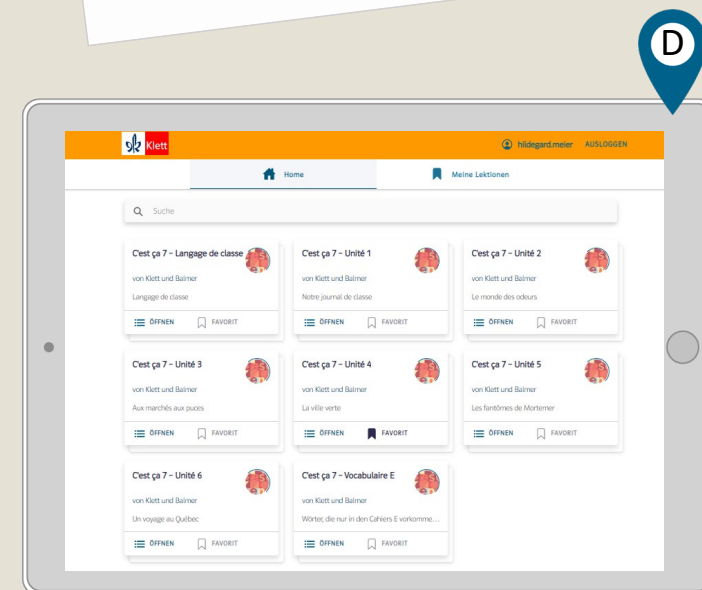 D
Klett
hildegard.meier AUSLOGGEN
Home Meine Lektionen
Suche
C'est ça 7 – Langage de classe
von Klett und Balmer
Langage de classe
ÖFFNEN FAVORIT
C'est ça 7 – Unité 1
von Klett und Balmer
Notre journal de classe
ÖFFNEN FAVORIT
C'est ça 7 – Unité 2
von Klett und Balmer
Le monde des odeurs
ÖFFNEN FAVORIT
C'est ça 7 – Unité 3
von Klett und Balmer
Aux marchés aux puces
ÖFFNEN FAVORIT
C'est ça 7 – Unité 4
von Klett und Balmer
La ville verte
ÖFFNEN FAVORIT
C'est ça 7 – Unité 5
von Klett und Balmer
Les fantômes de Mortemer
ÖFFNEN FAVORIT
C'est ça 7 – Unité 6
von Klett und Balmer
Un voyage au Québec
ÖFFNEN FAVORIT
C'est ça 7 – Vocabulaire E
von Klett und Balmer
Wörter, die nur in den Cahiers E vorkomme...
ÖFFNEN FAVORIT